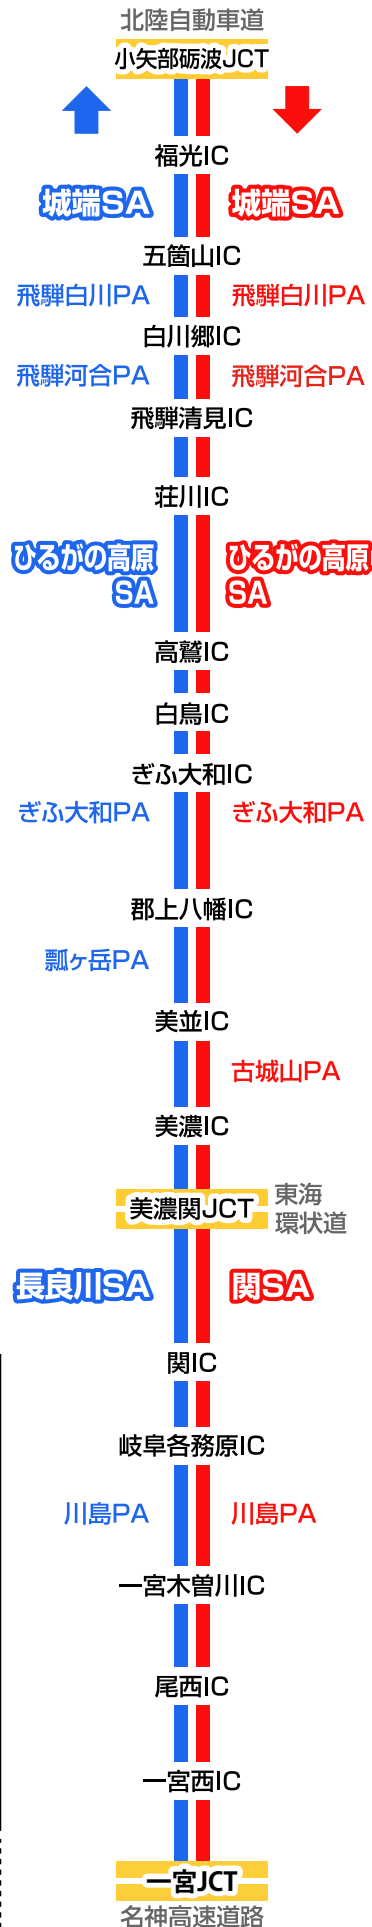 北陸自動車道
小矢部砺波JCT
福光IC
城端SA 城端SA
五箇山IC
飛騨白川PA 飛騨白川PA
白川郷IC
飛騨河合PA 飛騨河合PA
飛騨清見IC
荘川IC
ひるがの高原 ひるがの高原
SA SA
高鷲IC
白鳥IC
ぎふ大和IC
ぎふ大和PA ぎふ大和PA
郡上八幡IC
瓢ヶ岳PA
美並IC
古城山PA
美濃IC
美濃関JCT
東海
環状道
長良川SA 関SA
関IC
岐阜各務原IC
川島PA 川島PA
一宮木曽川IC
尾西IC
一宮西IC
一宮JCT
名神高速道路